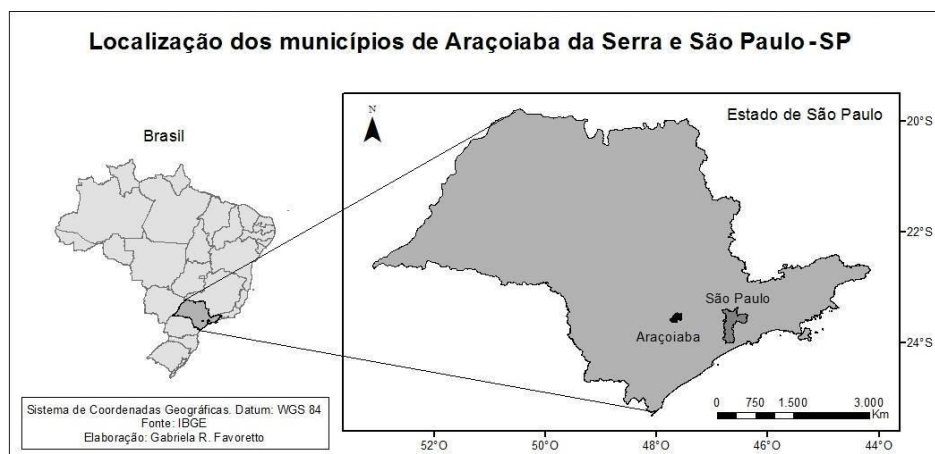 Localização dos municípios de Araçoiaba da Serra e São Paulo - SP
Brasil
N
Estado de São Paulo
20°S
22°S
24°S
São Paulo
Araçoiaba
0 750 1.500 3.000
Km
52°O 50°O 48°O 46°O 44°O
Sistema de Coordenadas Geográficas. Datum: WGS 84
Fonte: IBGE
Elaboração: Gabriela R. Favoretto